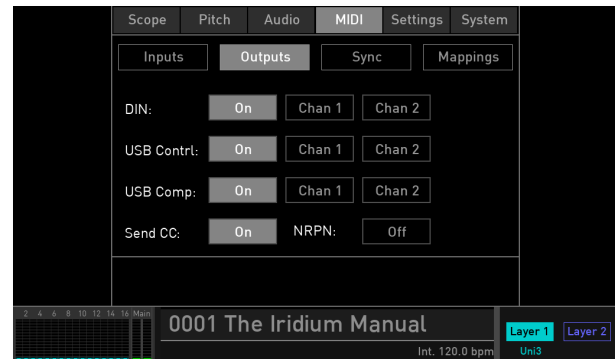 Scope Pitch Audio MIDI Settings System
Inputs Outputs Sync Mappings
DIN: On Chan 1 Chan 2
USB Contrl: On Chan 1 Chan 2
USB Comp: On Chan 1 Chan 2
Send CC: On NRPN: Off
2 4 6 8 10 12 14 16 Main
0001 The Iridium Manual
Layer 1 Layer 2
Int. 120.0 bpm Uni3